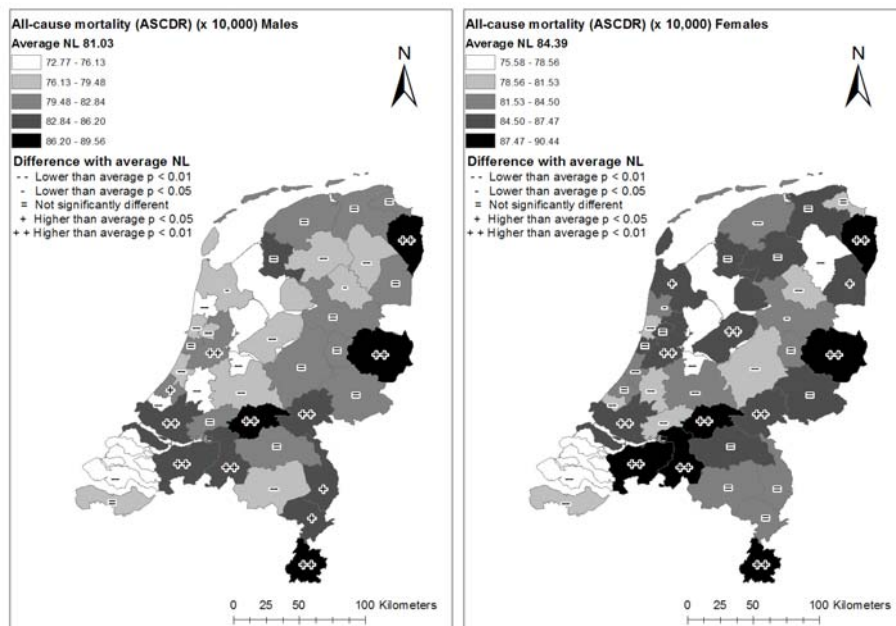 All-cause mortality (ASCDR) (x 10,000) Males
Average NL 81.03
72.77 - 76.13
76.13 - 79.48
79.48 - 82.84
82.84 - 86.20
86.20 - 89.56
Difference with average NL
-- Lower than average p < 0.01
- Lower than average p < 0.05
= Not significantly different
+ Higher than average p < 0.05
++ Higher than average p < 0.01
N
0 25 50 100 Kilometers
All-cause mortality (ASCDR) (x 10,000) Females
Average NL 84.39
75.58 - 78.56
78.56 - 81.53
81.53 - 84.50
84.50 - 87.47
87.47 - 90.44
Difference with average NL
-- Lower than average p < 0.01
- Lower than average p < 0.05
= Not significantly different
+ Higher than average p < 0.05
++ Higher than average p < 0.01
N
0 25 50 100 Kilometers